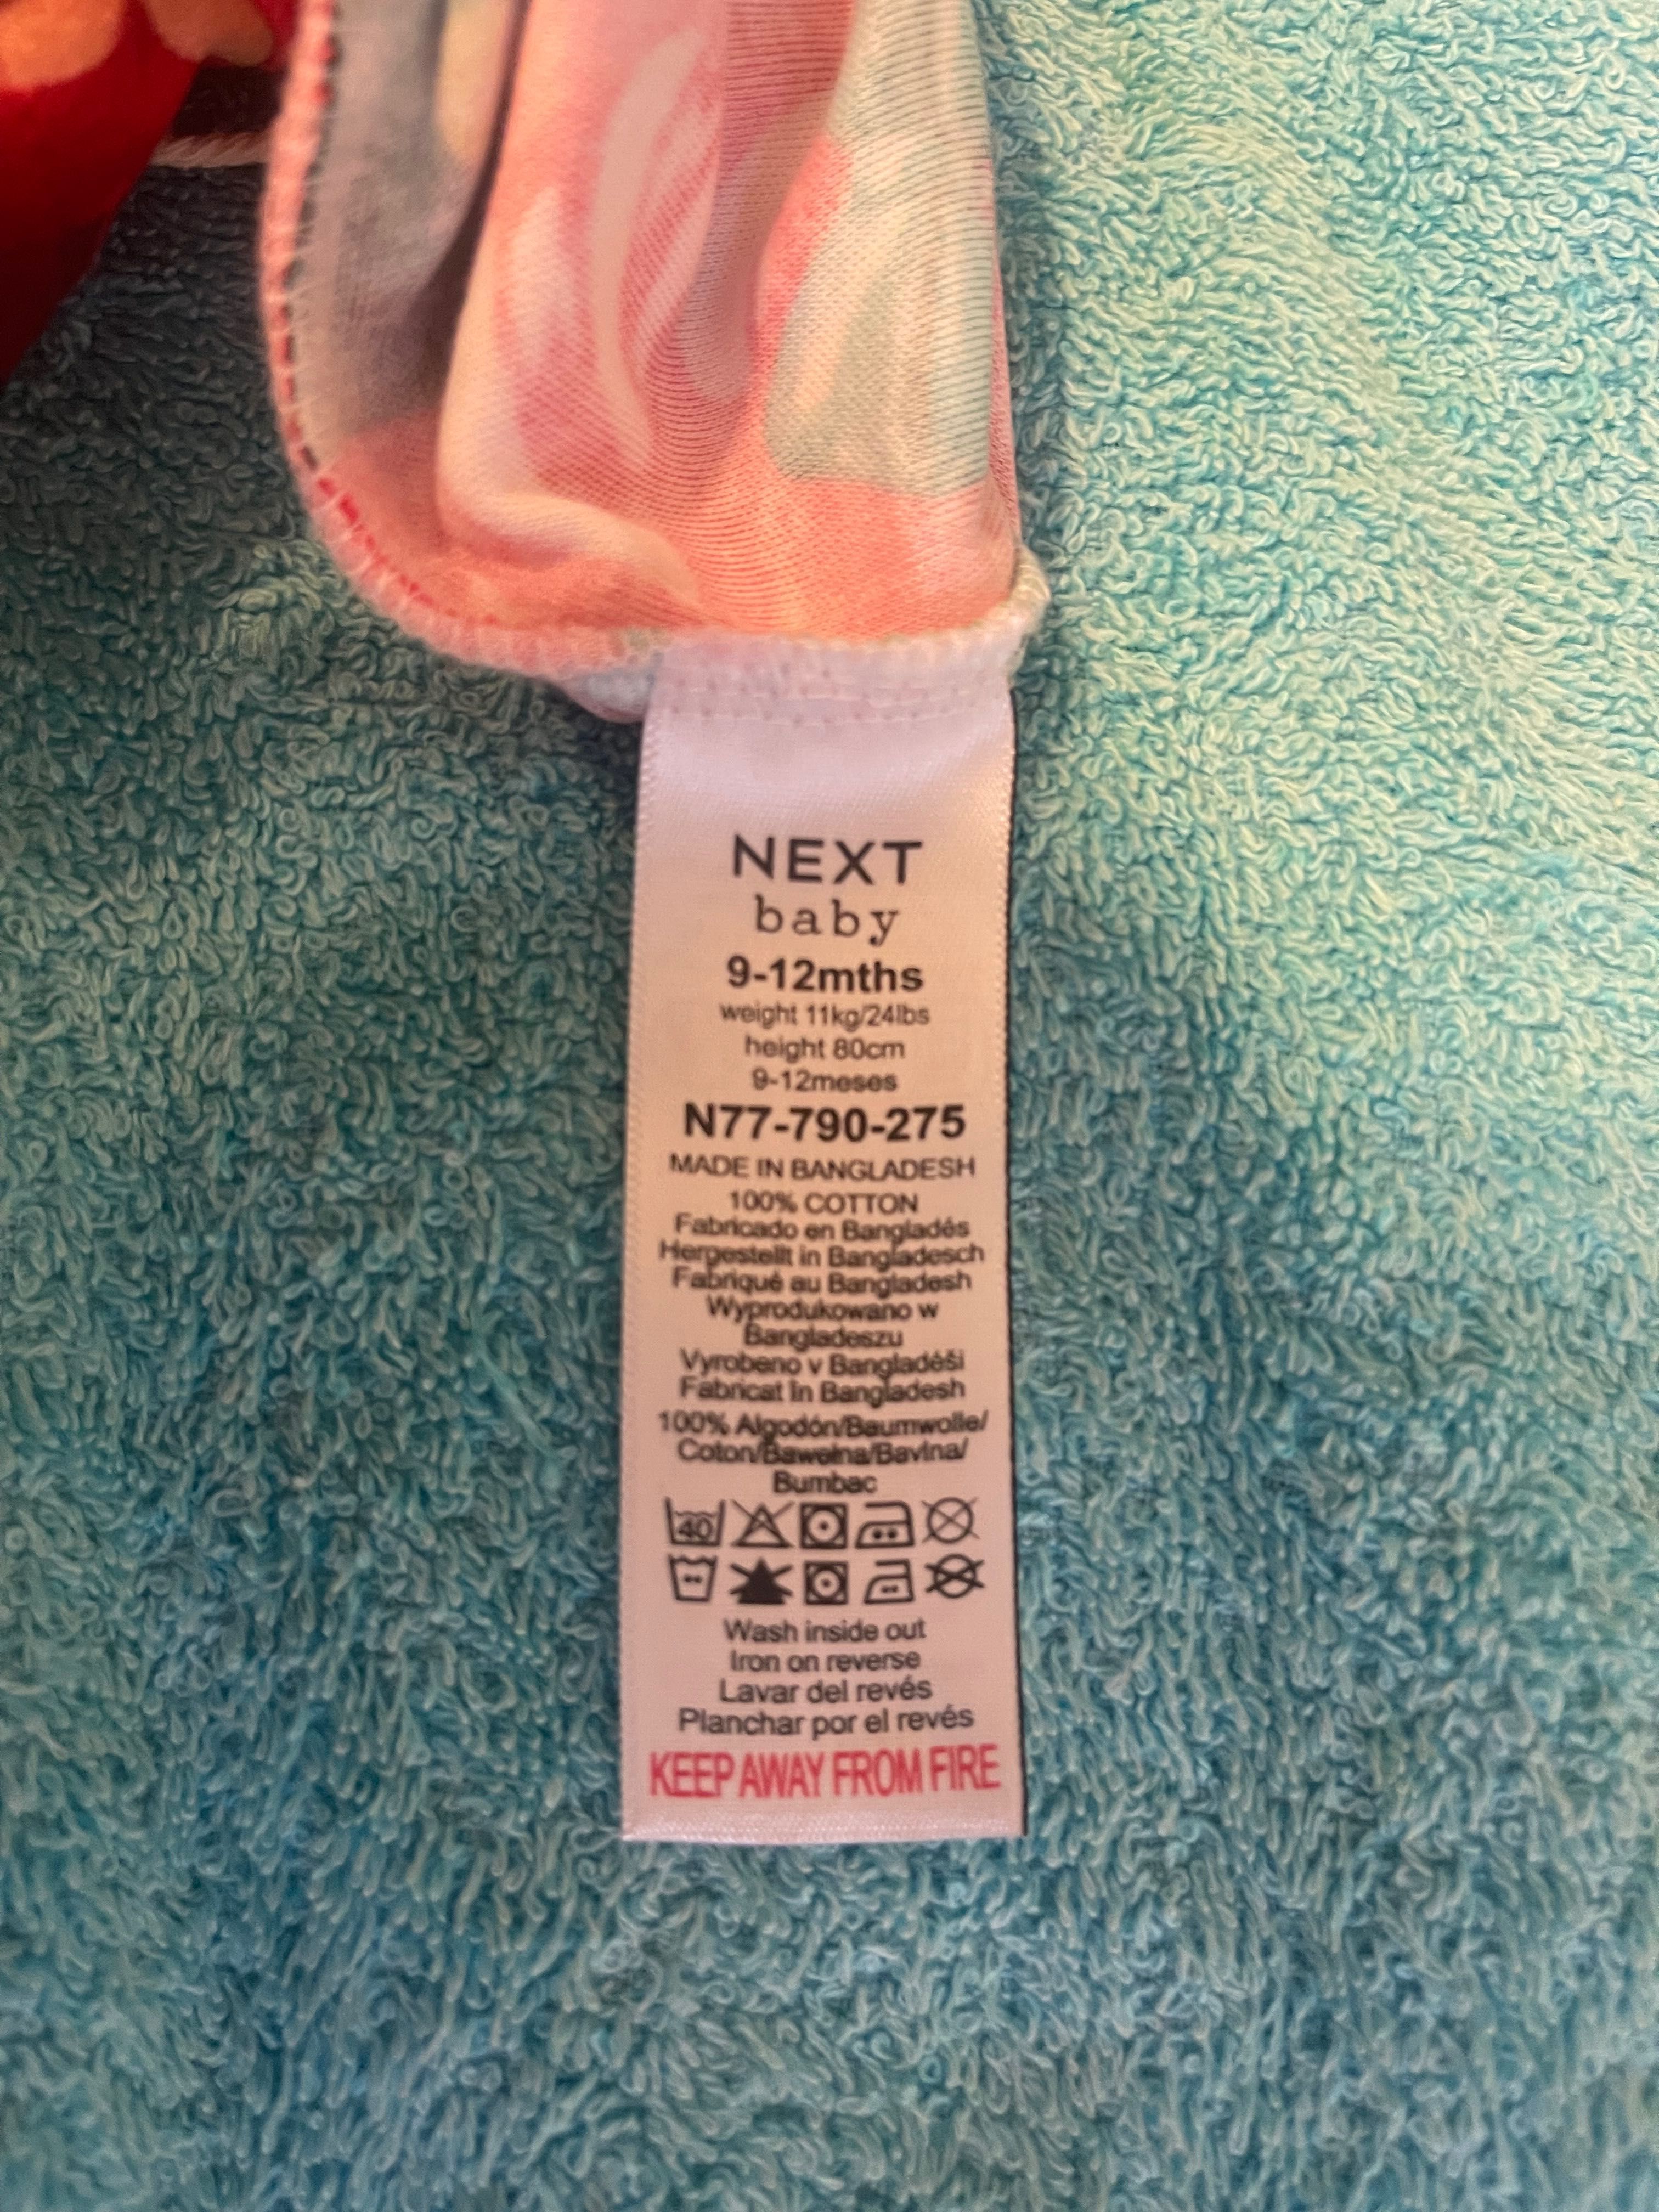 NEXT
baby
9-12mths
weight 11kg/24lbs
height 80cm
9-12meses
N77-790-275
MADE IN BANGLADESH
100% COTTON
Fabricado en Bangladés
Hergestellt in Bangladesch
Fabriqué au Bangladesh
Wyprodukowano w
Bangladeszu
Vyrobeno v Bangladéši
Fabricat în Bangladesh
100% Algodón/Baumwolle/
Coton/Bawełna/Bavlna/
Bumbac
40
Wash inside out
Iron on reverse
Lavar del revés
Planchar por el revés
KEEP AWAY FROM FIRE